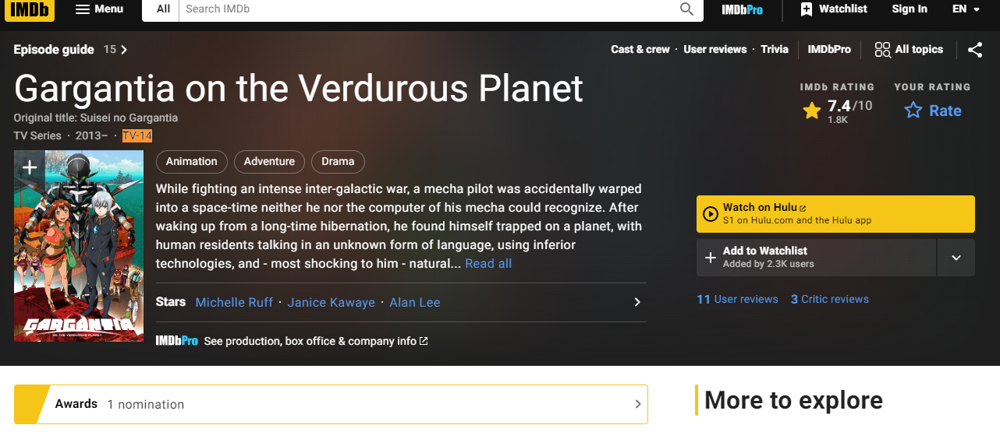 IMDb Menu All Search IMDb IMDbPro Watchlist Sign In EN
Episode guide 15 Cast & crew · User reviews · Trivia IMDbPro All topics
Gargantia on the Verdurous Planet
IMDb RATING YOUR RATING
7.4/10 Rate
1.8K
Original title: Suisei no Gargantia
TV Series · 2013– · TV-14
Animation Adventure Drama
While fighting an intense inter-galactic war, a mecha pilot was accidentally warped
into a space-time neither he nor the computer of his mecha could recognize. After
waking up from a long-time hibernation, he found himself trapped on a planet, with
human residents talking in an unknown form of language, using inferior
technologies, and - most shocking to him - natural... Read all
GARGANTIA
ON THE VERDUROUS PLANET
Watch on Hulu
S1 on Hulu.com and the Hulu app
Add to Watchlist
Added by 2.3K users
11 User reviews 3 Critic reviews
Stars Michelle Ruff · Janice Kawaye · Alan Lee
IMDbPro See production, box office & company info
Awards 1 nomination
More to explore